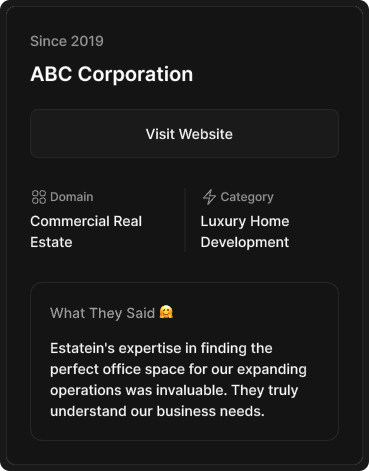 Since 2019
ABC Corporation
Visit Website
Domain
Commercial Real
Estate
Category
Luxury Home
Development
What They Said 🤗
Estatein's expertise in finding the
perfect office space for our expanding
operations was invaluable. They truly
understand our business needs.